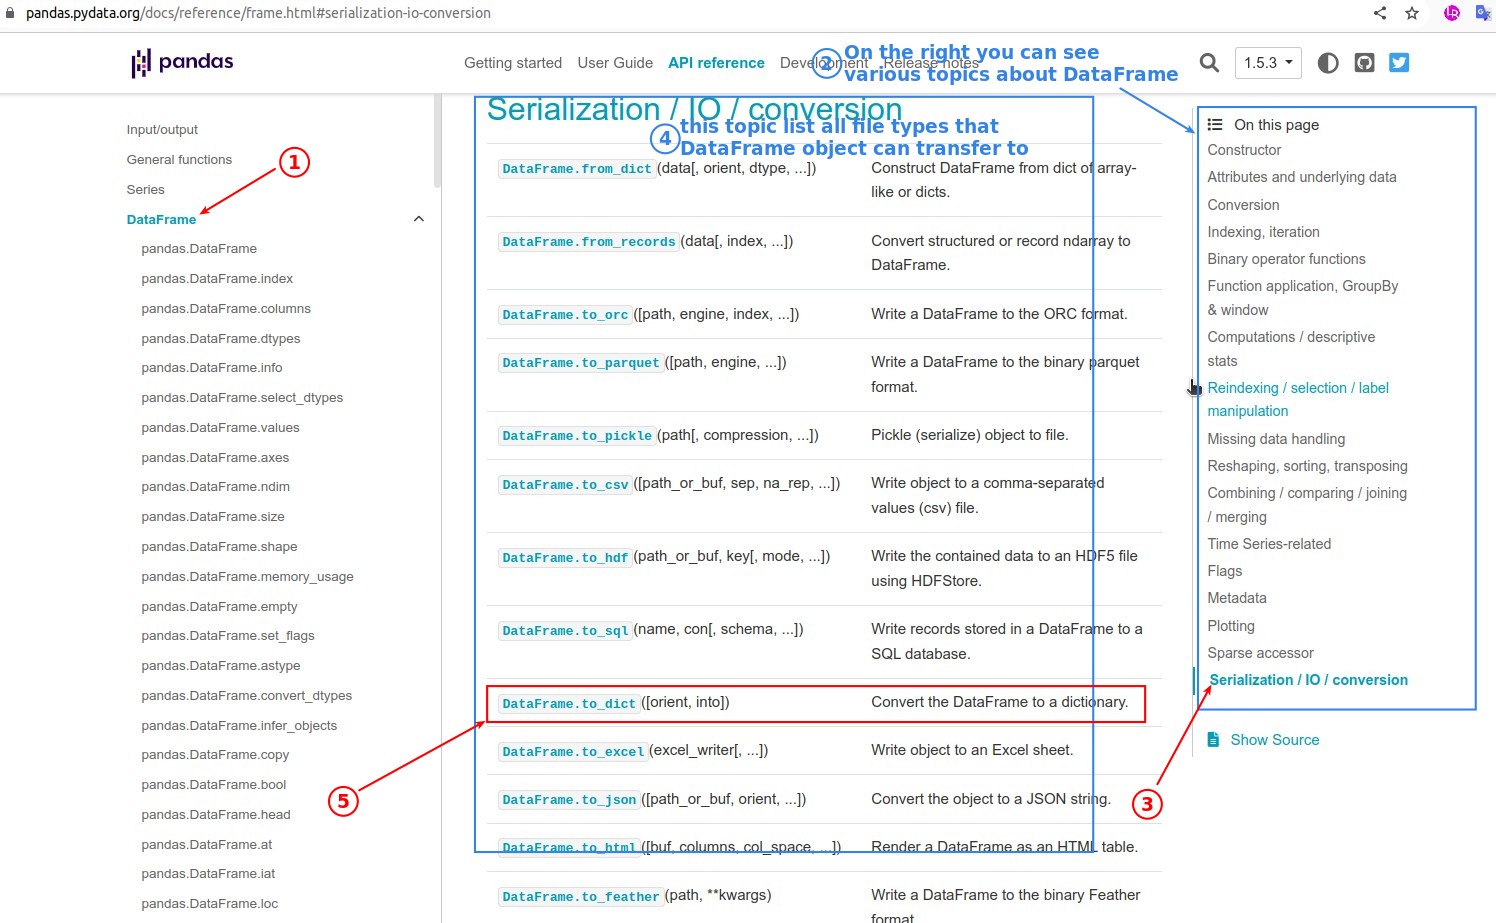 pandas.pydata.org/docs/reference/frame.html#serialization-io-conversion
pandas
Getting started User Guide API reference Development Release notes
1.5.3
2 On the right you can see
various topics about DataFrame
Input/output
General functions
Series
DataFrame
pandas.DataFrame
pandas.DataFrame.index
pandas.DataFrame.columns
pandas.DataFrame.dtypes
pandas.DataFrame.info
pandas.DataFrame.select_dtypes
pandas.DataFrame.values
pandas.DataFrame.axes
pandas.DataFrame.ndim
pandas.DataFrame.size
pandas.DataFrame.shape
pandas.DataFrame.memory_usage
pandas.DataFrame.empty
pandas.DataFrame.set_flags
pandas.DataFrame.astype
pandas.DataFrame.convert_dtypes
pandas.DataFrame.infer_objects
pandas.DataFrame.copy
pandas.DataFrame.bool
pandas.DataFrame.head
pandas.DataFrame.at
pandas.DataFrame.iat
pandas.DataFrame.loc
1
5
Serialization / IO / conversion
4 this topic list all file types that
DataFrame object can transfer to
DataFrame.from_dict(data[, orient, dtype, ...]) Construct DataFrame from dict of array-
like or dicts.
DataFrame.from_records(data[, index, ...]) Convert structured or record ndarray to
DataFrame.
DataFrame.to_orc([path, engine, index, ...]) Write a DataFrame to the ORC format.
DataFrame.to_parquet([path, engine, ...]) Write a DataFrame to the binary parquet
format.
DataFrame.to_pickle(path[, compression, ...]) Pickle (serialize) object to file.
DataFrame.to_csv([path_or_buf, sep, na_rep, ...]) Write object to a comma-separated
values (csv) file.
DataFrame.to_hdf(path_or_buf, key[, mode, ...]) Write the contained data to an HDF5 file
using HDFStore.
DataFrame.to_sql(name, con[, schema, ...]) Write records stored in a DataFrame to a
SQL database.
DataFrame.to_dict([orient, into]) Convert the DataFrame to a dictionary.
DataFrame.to_excel(excel_writer[, ...]) Write object to an Excel sheet.
DataFrame.to_json([path_or_buf, orient, ...]) Convert the object to a JSON string.
DataFrame.to_html([buf, columns, col_space, ...]) Render a DataFrame as an HTML table.
DataFrame.to_feather(path, **kwargs) Write a DataFrame to the binary Feather
format.
On this page
Constructor
Attributes and underlying data
Conversion
Indexing, iteration
Binary operator functions
Function application, GroupBy
& window
Computations / descriptive
stats
Reindexing / selection / label
manipulation
Missing data handling
Reshaping, sorting, transposing
Combining / comparing / joining
/ merging
Time Series-related
Flags
Metadata
Plotting
Sparse accessor
Serialization / IO / conversion
Show Source
3